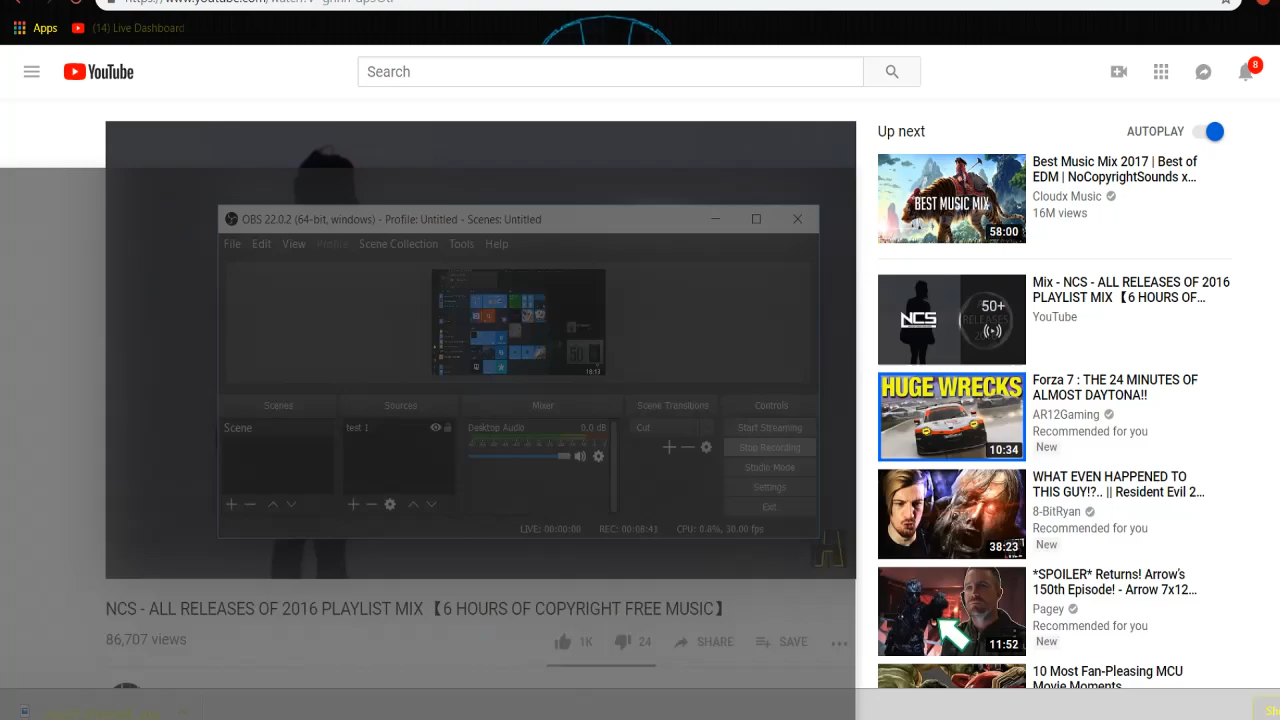 Apps
(14) Live Dashboard
YouTube
Search
8
Up next
AUTOPLAY
BEST MUSIC MIX
58:00
Best Music Mix 2017 | Best of
EDM | NoCopyrightSounds x...
Cloudx Music
16M views
OBS 22.0.2 (64-bit, windows) - Profile: Untitled - Scenes: Untitled
File Edit View Profile Scene Collection Tools Help
18:53
Scenes
Sources
Mixer
Scene Transitions
Controls
Scene
test 1
Desktop Audio
0.0 dB
Cut
Start Streaming
Stop Recording
Studio Mode
Settings
Exit
LIVE: 00:00:00
REC: 00:08:41
CPU: 0.8%, 30.00 fps
NCS
50+
Mix - NCS - ALL RELEASES OF 2016
PLAYLIST MIX【6 HOURS OF...
YouTube
HUGE WRECKS
10:34
Forza 7 : THE 24 MINUTES OF
ALMOST DAYTONA!!
AR12Gaming
Recommended for you
New
38:23
WHAT EVEN HAPPENED TO
THIS GUY!?.. || Resident Evil 2...
8-BitRyan
Recommended for you
New
11:52
*SPOILER* Returns! Arrow's
150th Episode! - Arrow 7x12...
Pagey
Recommended for you
New
10 Most Fan-Pleasing MCU
Movie Moments
NCS - ALL RELEASES OF 2016 PLAYLIST MIX【6 HOURS OF COPYRIGHT FREE MUSIC】
86,707 views
1K
24
SHARE
SAVE